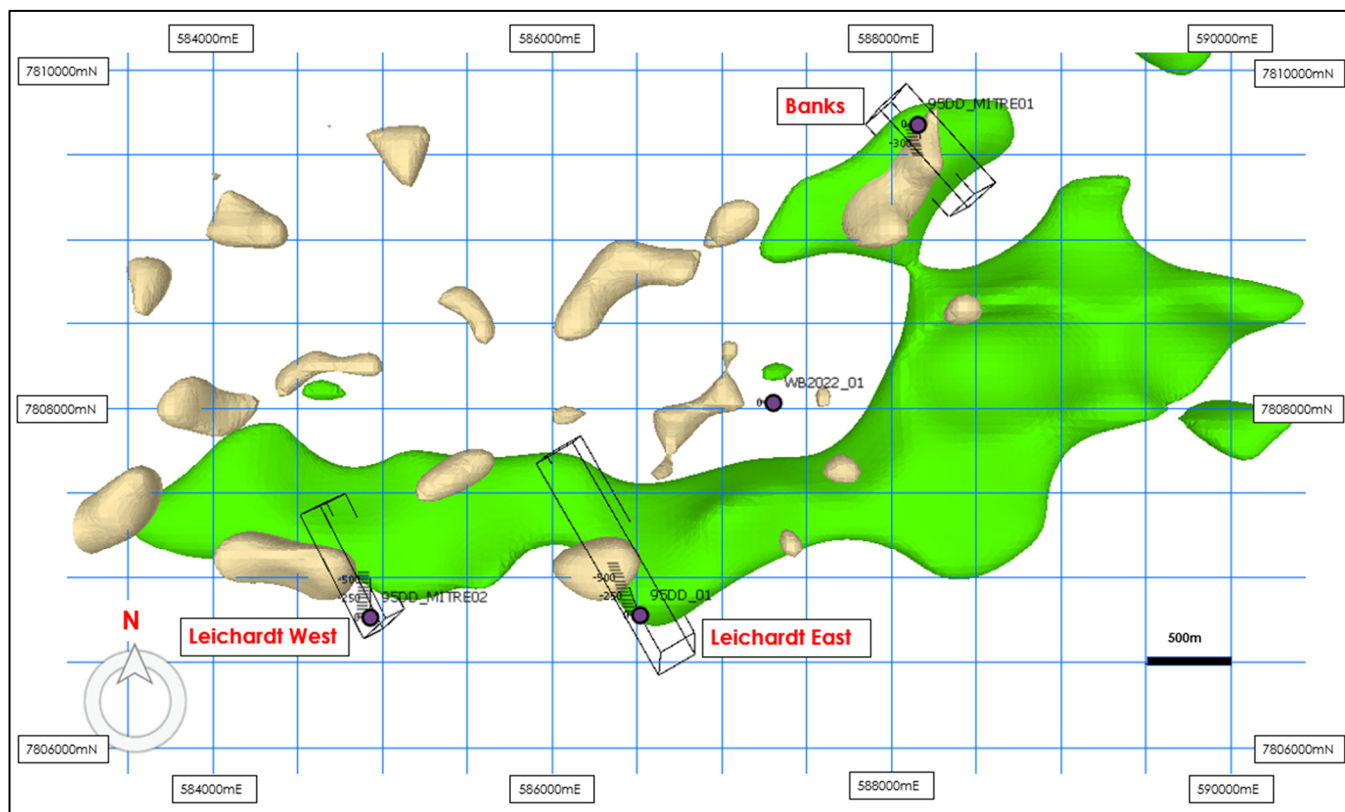 584000mE
586000mE
588000mE
590000mE
7810000mN
7810000mN
Banks
95DD_MITRE01
0
-300
WB2022_01
0
7808000mN
7808000mN
-500
-250
0
95DD_MITRE02
-500
-250
0
95DD_01
N
Leichardt West
Leichardt East
500m
7806000mN
7806000mN
584000mE
586000mE
588000mE
590000mE